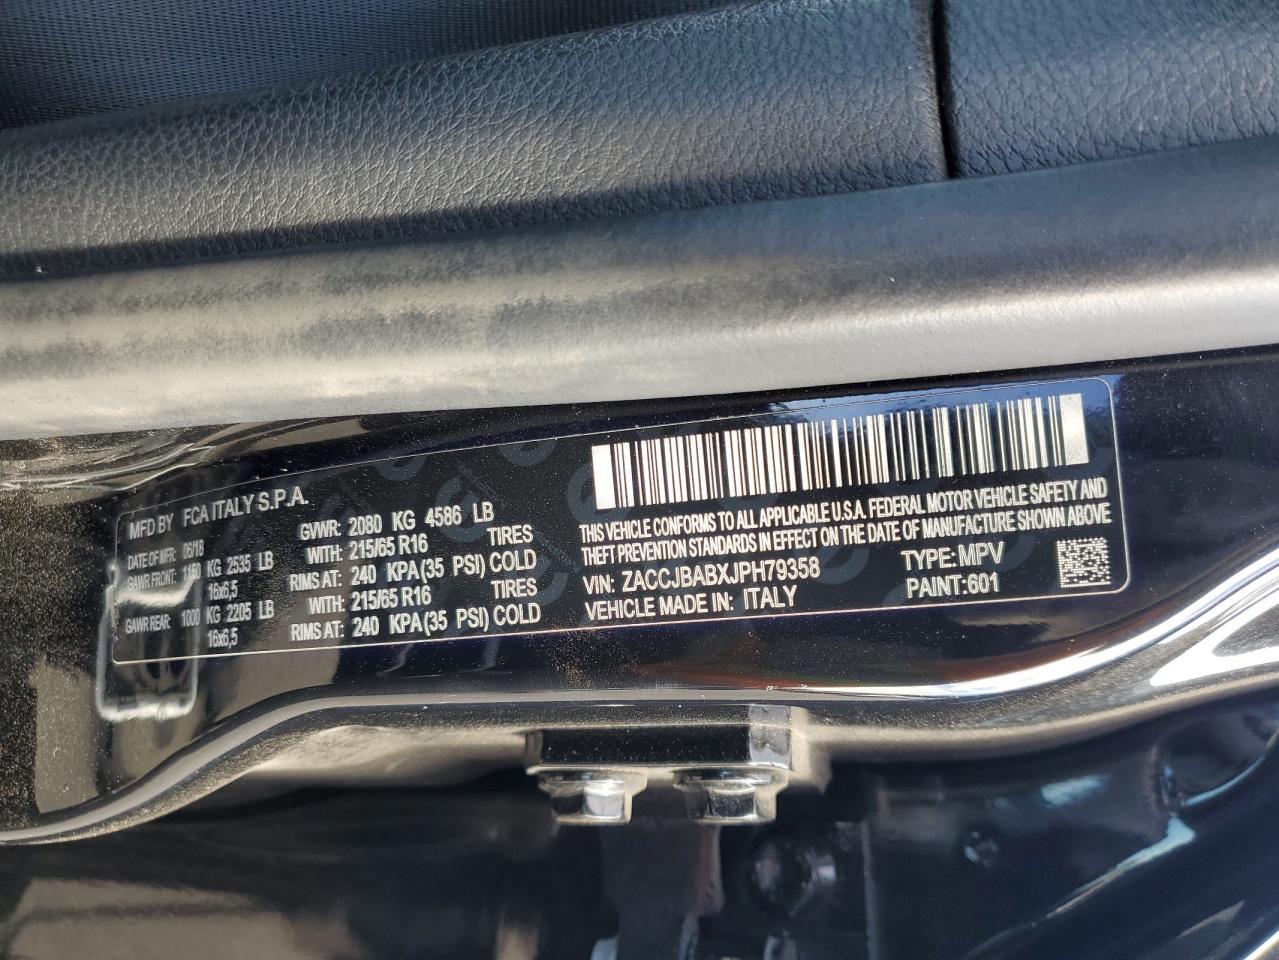 MFD BY FCA ITALY S.P.A.
DATE OF MFR: 06/18 GVWR: 2080 KG 4586 LB
GAWR FRONT: KG 2535 LB WITH: 215/65 R16 TIRES
16x6,5 RIMS AT: 240 KPA(35 PSI) COLD
GAWR REAR: 1000 KG 2205 LB WITH: 215/65 R16 TIRES
16x6,5 RIMS AT: 240 KPA(35 PSI) COLD
THIS VEHICLE CONFORMS TO ALL APPLICABLE U.S.A. FEDERAL MOTOR VEHICLE SAFETY AND
THEFT PREVENTION STANDARDS IN EFFECT ON THE DATE OF MANUFACTURE SHOWN ABOVE
VIN: ZACCJBABXJPH79358 TYPE: MPV
VEHICLE MADE IN: ITALY PAINT:601